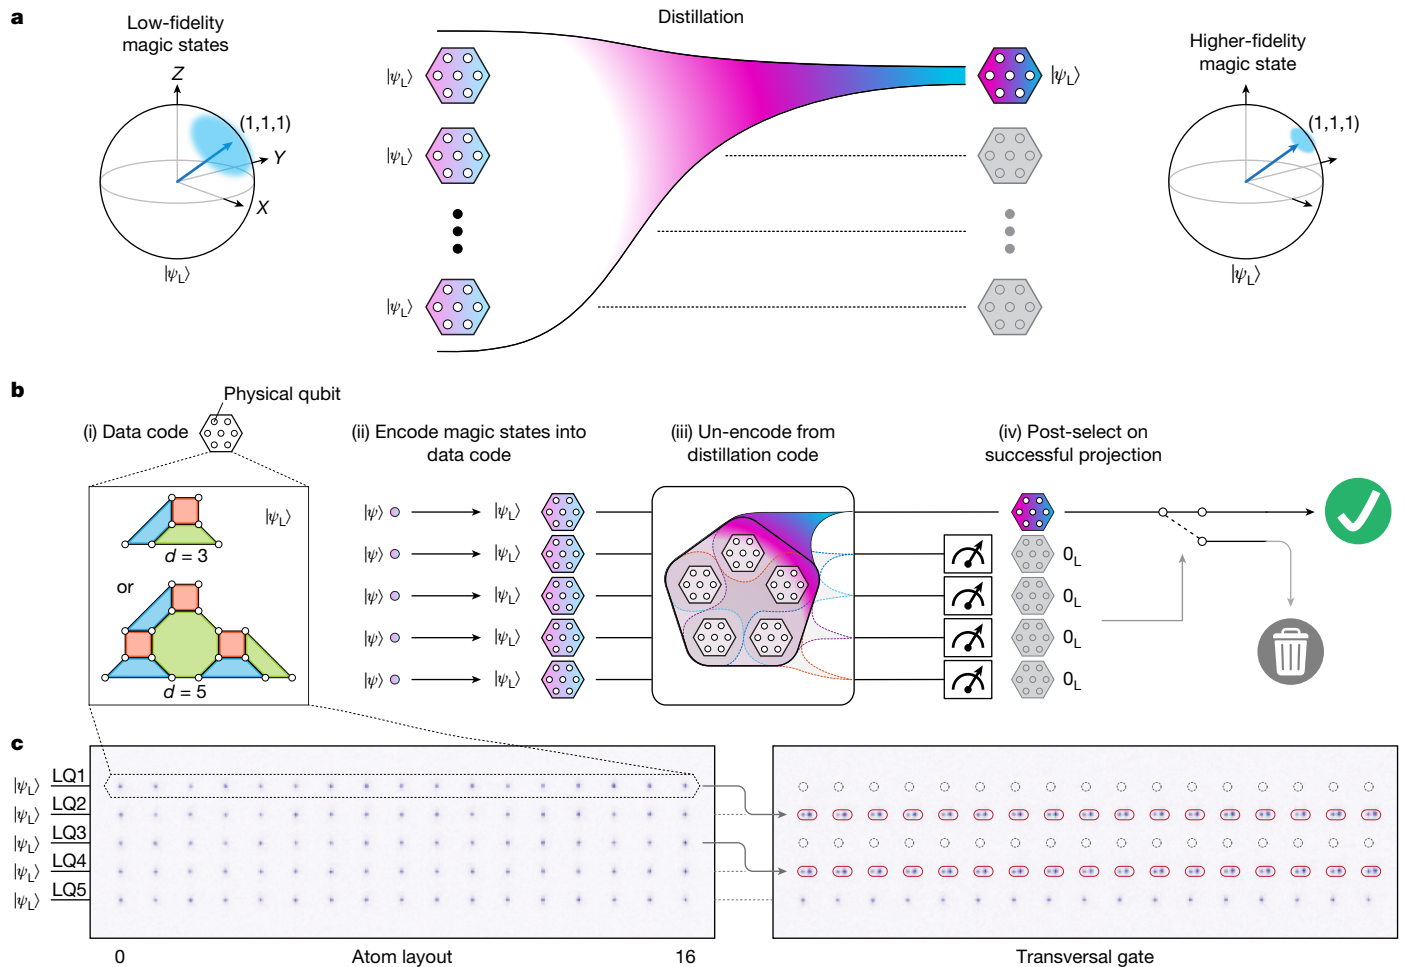 a
Low-fidelity
magic states
Z
(1,1,1)
Y
X
|ψL⟩
Distillation
|ψL⟩
|ψL⟩
|ψL⟩
|ψL⟩
Higher-fidelity
magic state
(1,1,1)
|ψL⟩
b
Physical qubit
(i) Data code
|ψL⟩
d = 3
or
d = 5
(ii) Encode magic states into
data code
|ψ⟩ |ψL⟩
|ψ⟩ |ψL⟩
|ψ⟩ |ψL⟩
|ψ⟩ |ψL⟩
|ψ⟩ |ψL⟩
(iii) Un-encode from
distillation code
(iv) Post-select on
successful projection
0L
0L
0L
0L
c
|ψL⟩ LQ1
|ψL⟩ LQ2
|ψL⟩ LQ3
|ψL⟩ LQ4
|ψL⟩ LQ5
0 Atom layout 16
Transversal gate